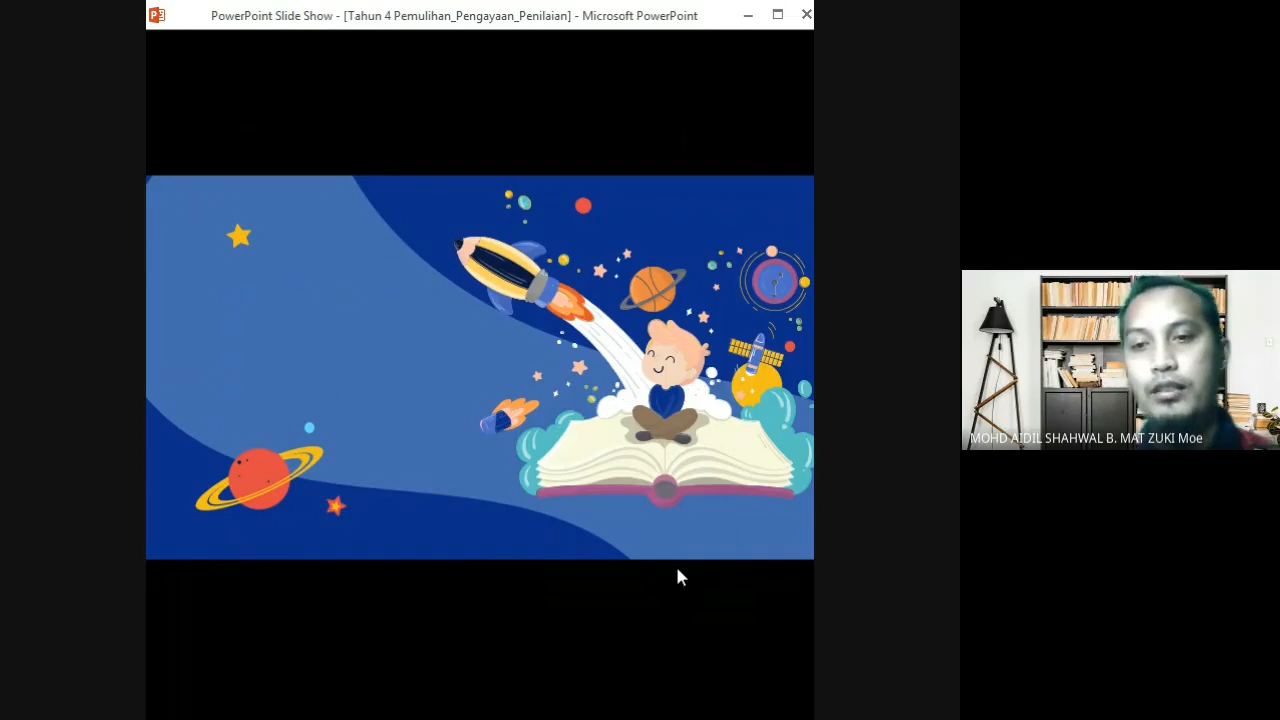 PowerPoint Slide Show - [Tahun 4 Pemulihan_Pengayaan_Penilaian] - Microsoft PowerPoint
MOHD AIDIL SHAHWAL B. MAT ZUKI Moe